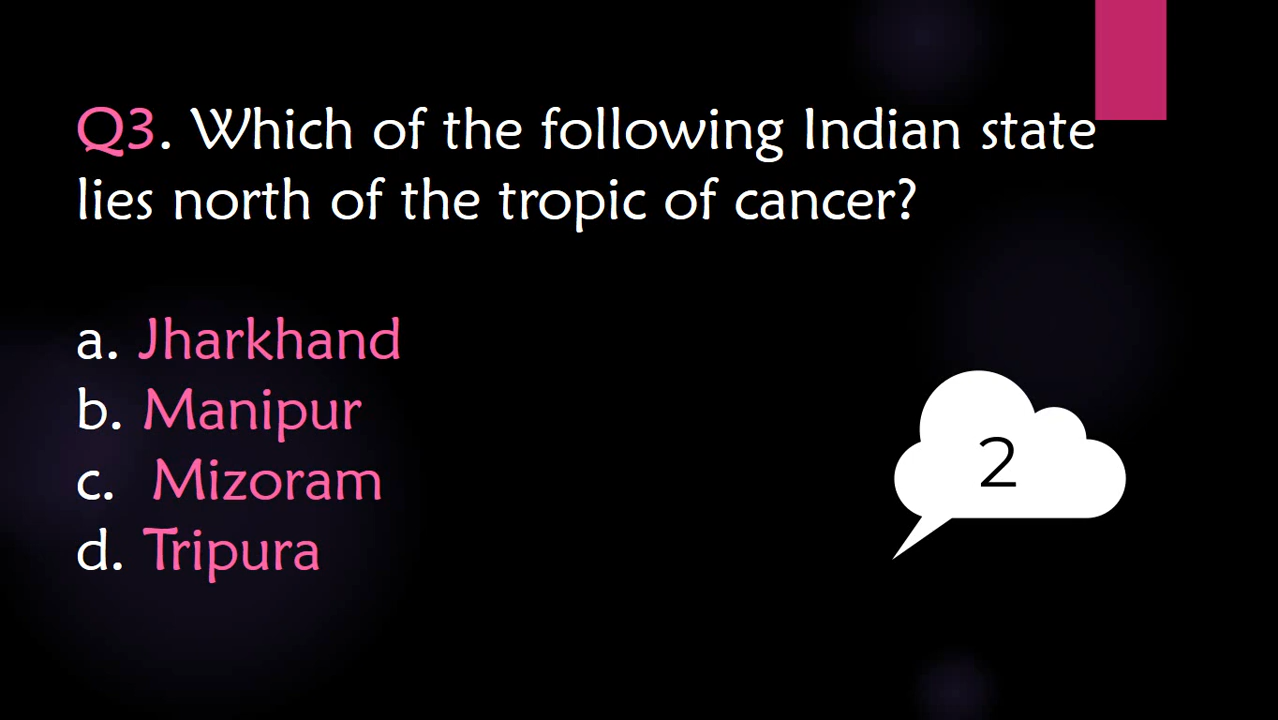 Q3. Which of the following Indian state
lies north of the tropic of cancer?
a. Jharkhand
b. Manipur
c. Mizoram
d. Tripura
2